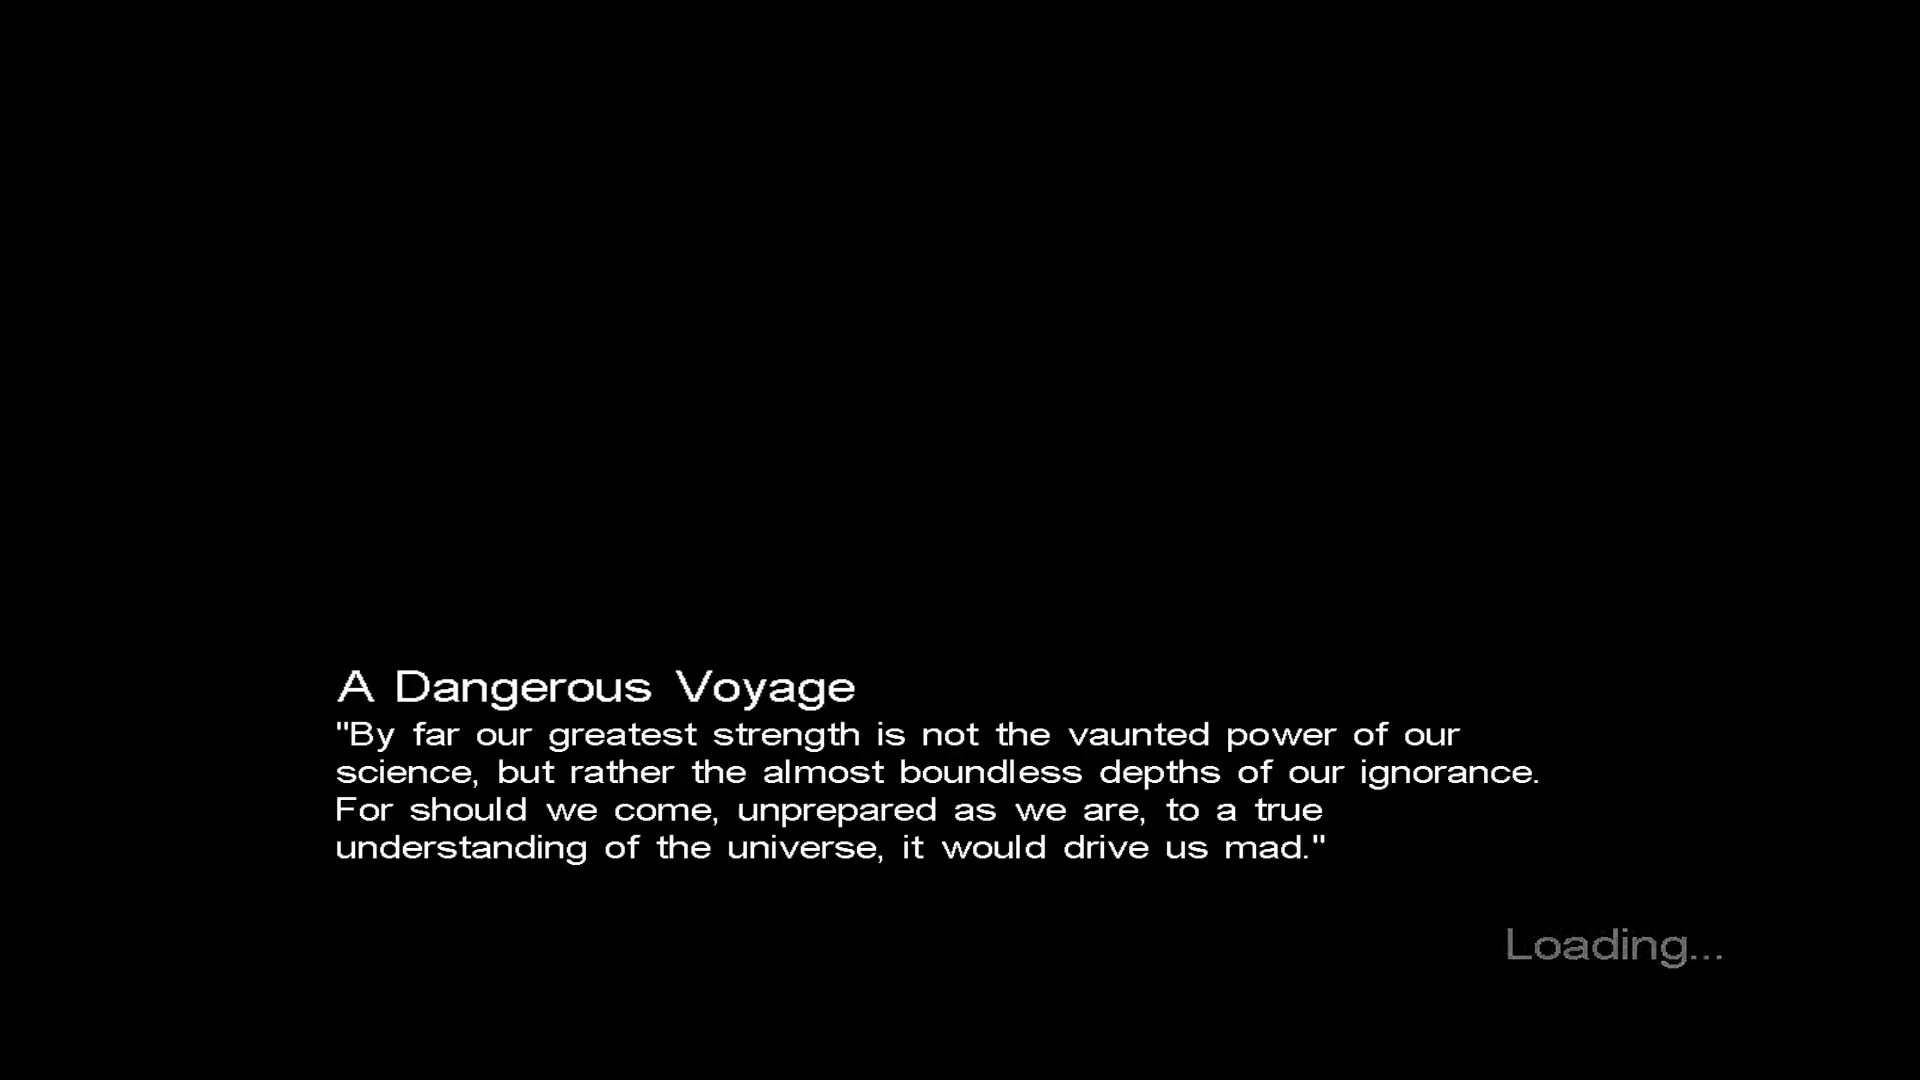 A Dangerous Voyage
"By far our greatest strength is not the vaunted power of our
science, but rather the almost boundless depths of our ignorance.
For should we come, unprepared as we are, to a true
understanding of the universe, it would drive us mad."
Loading...